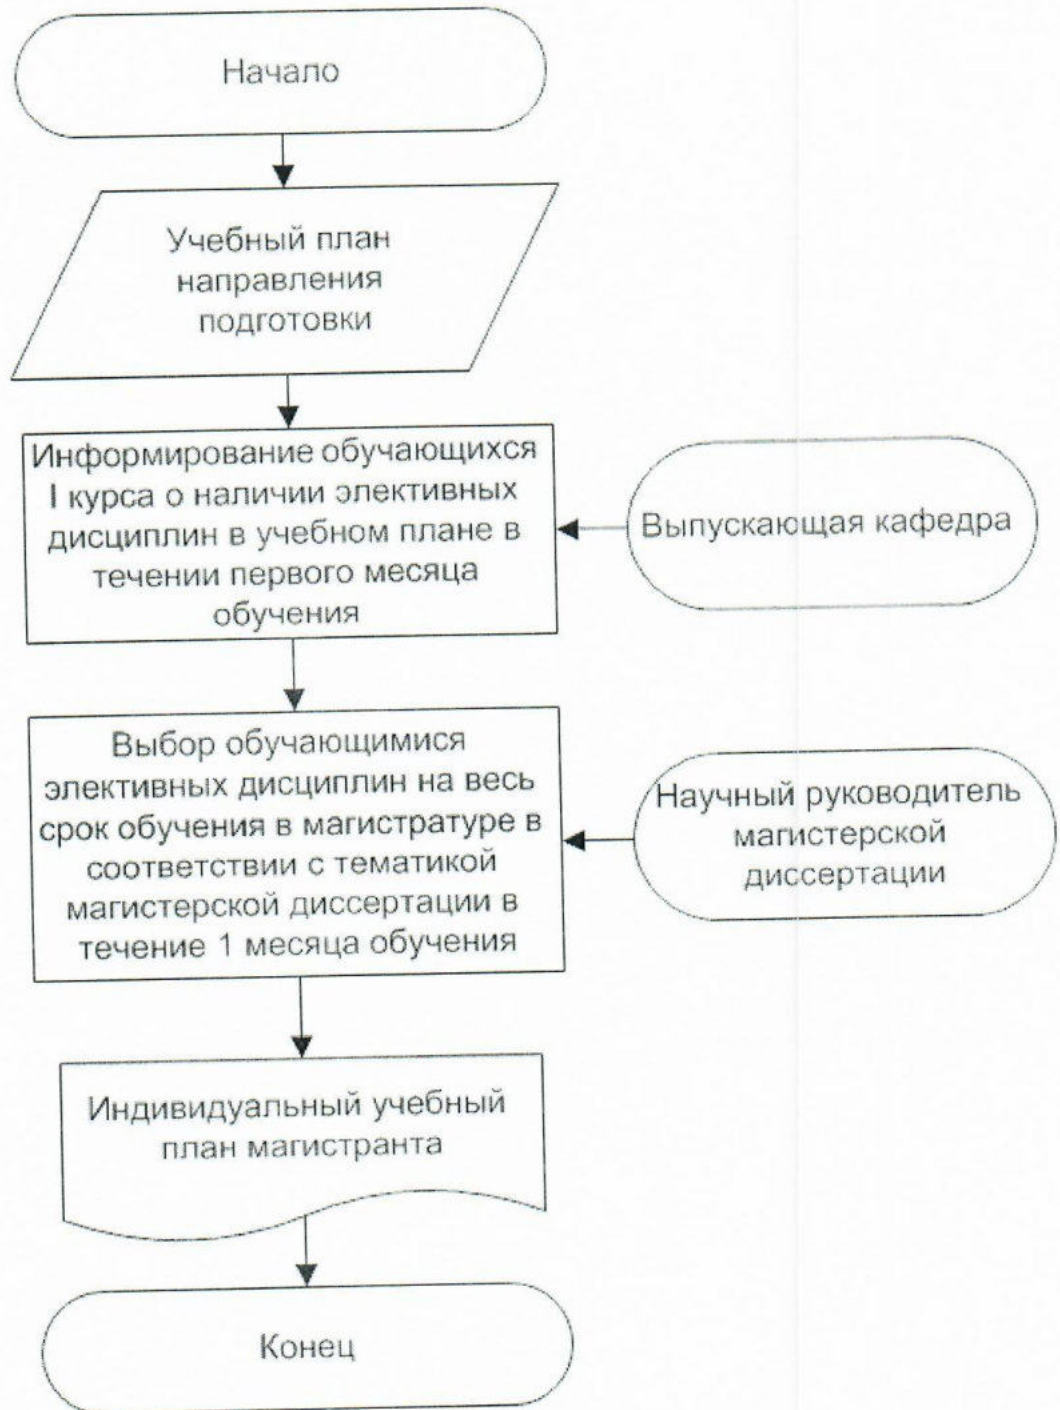 Начало
Учебный план
направления
подготовки
Информирование обучающихся
I курса о наличии элективных
дисциплин в учебном плане в
течении первого месяца
обучения
Выпускающая кафедра
Выбор обучающимися
элективных дисциплин на весь
срок обучения в магистратуре в
соответствии с тематикой
магистерской диссертации в
течение 1 месяца обучения
Научный руководитель
магистерской
диссертации
Индивидуальный учебный
план магистранта
Конец